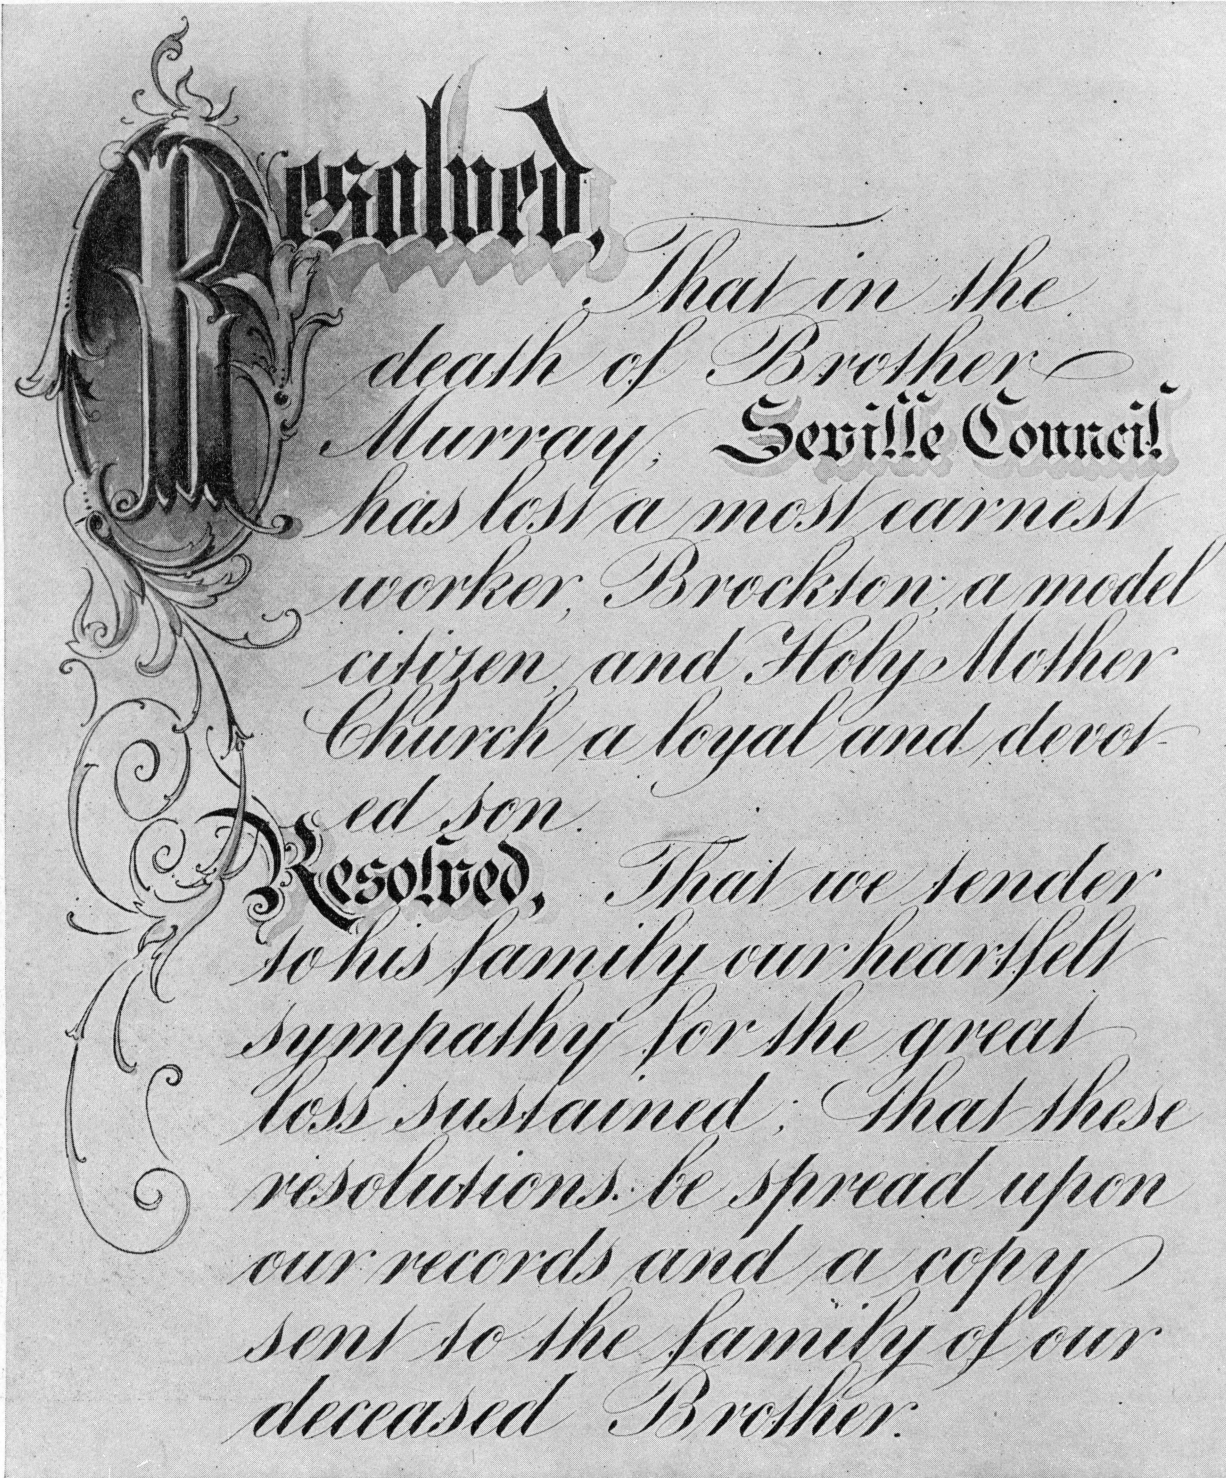 Resolved,
That in the
death of Brother
Murray, Seville Council
has lost a most earnest
worker, Brockton, a model
citizen, and Holy Mother
Church a loyal and devot-
ed son.
Resolved, That we tender
to his family our heartfelt
sympathy for the great
loss sustained; that these
resolutions be spread upon
our records and a copy
sent to the family of our
deceased Brother.